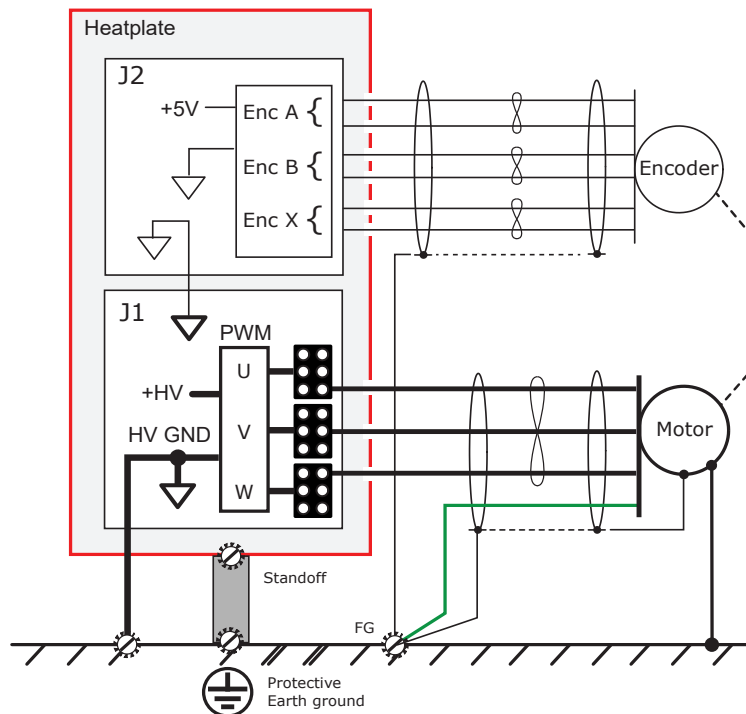 Heatplate
J2
+5V
Enc A {
Enc B {
Enc X {
Encoder
J1
PWM
U
+HV
HV GND
V
W
Motor
Standoff
FG
Protective
Earth ground